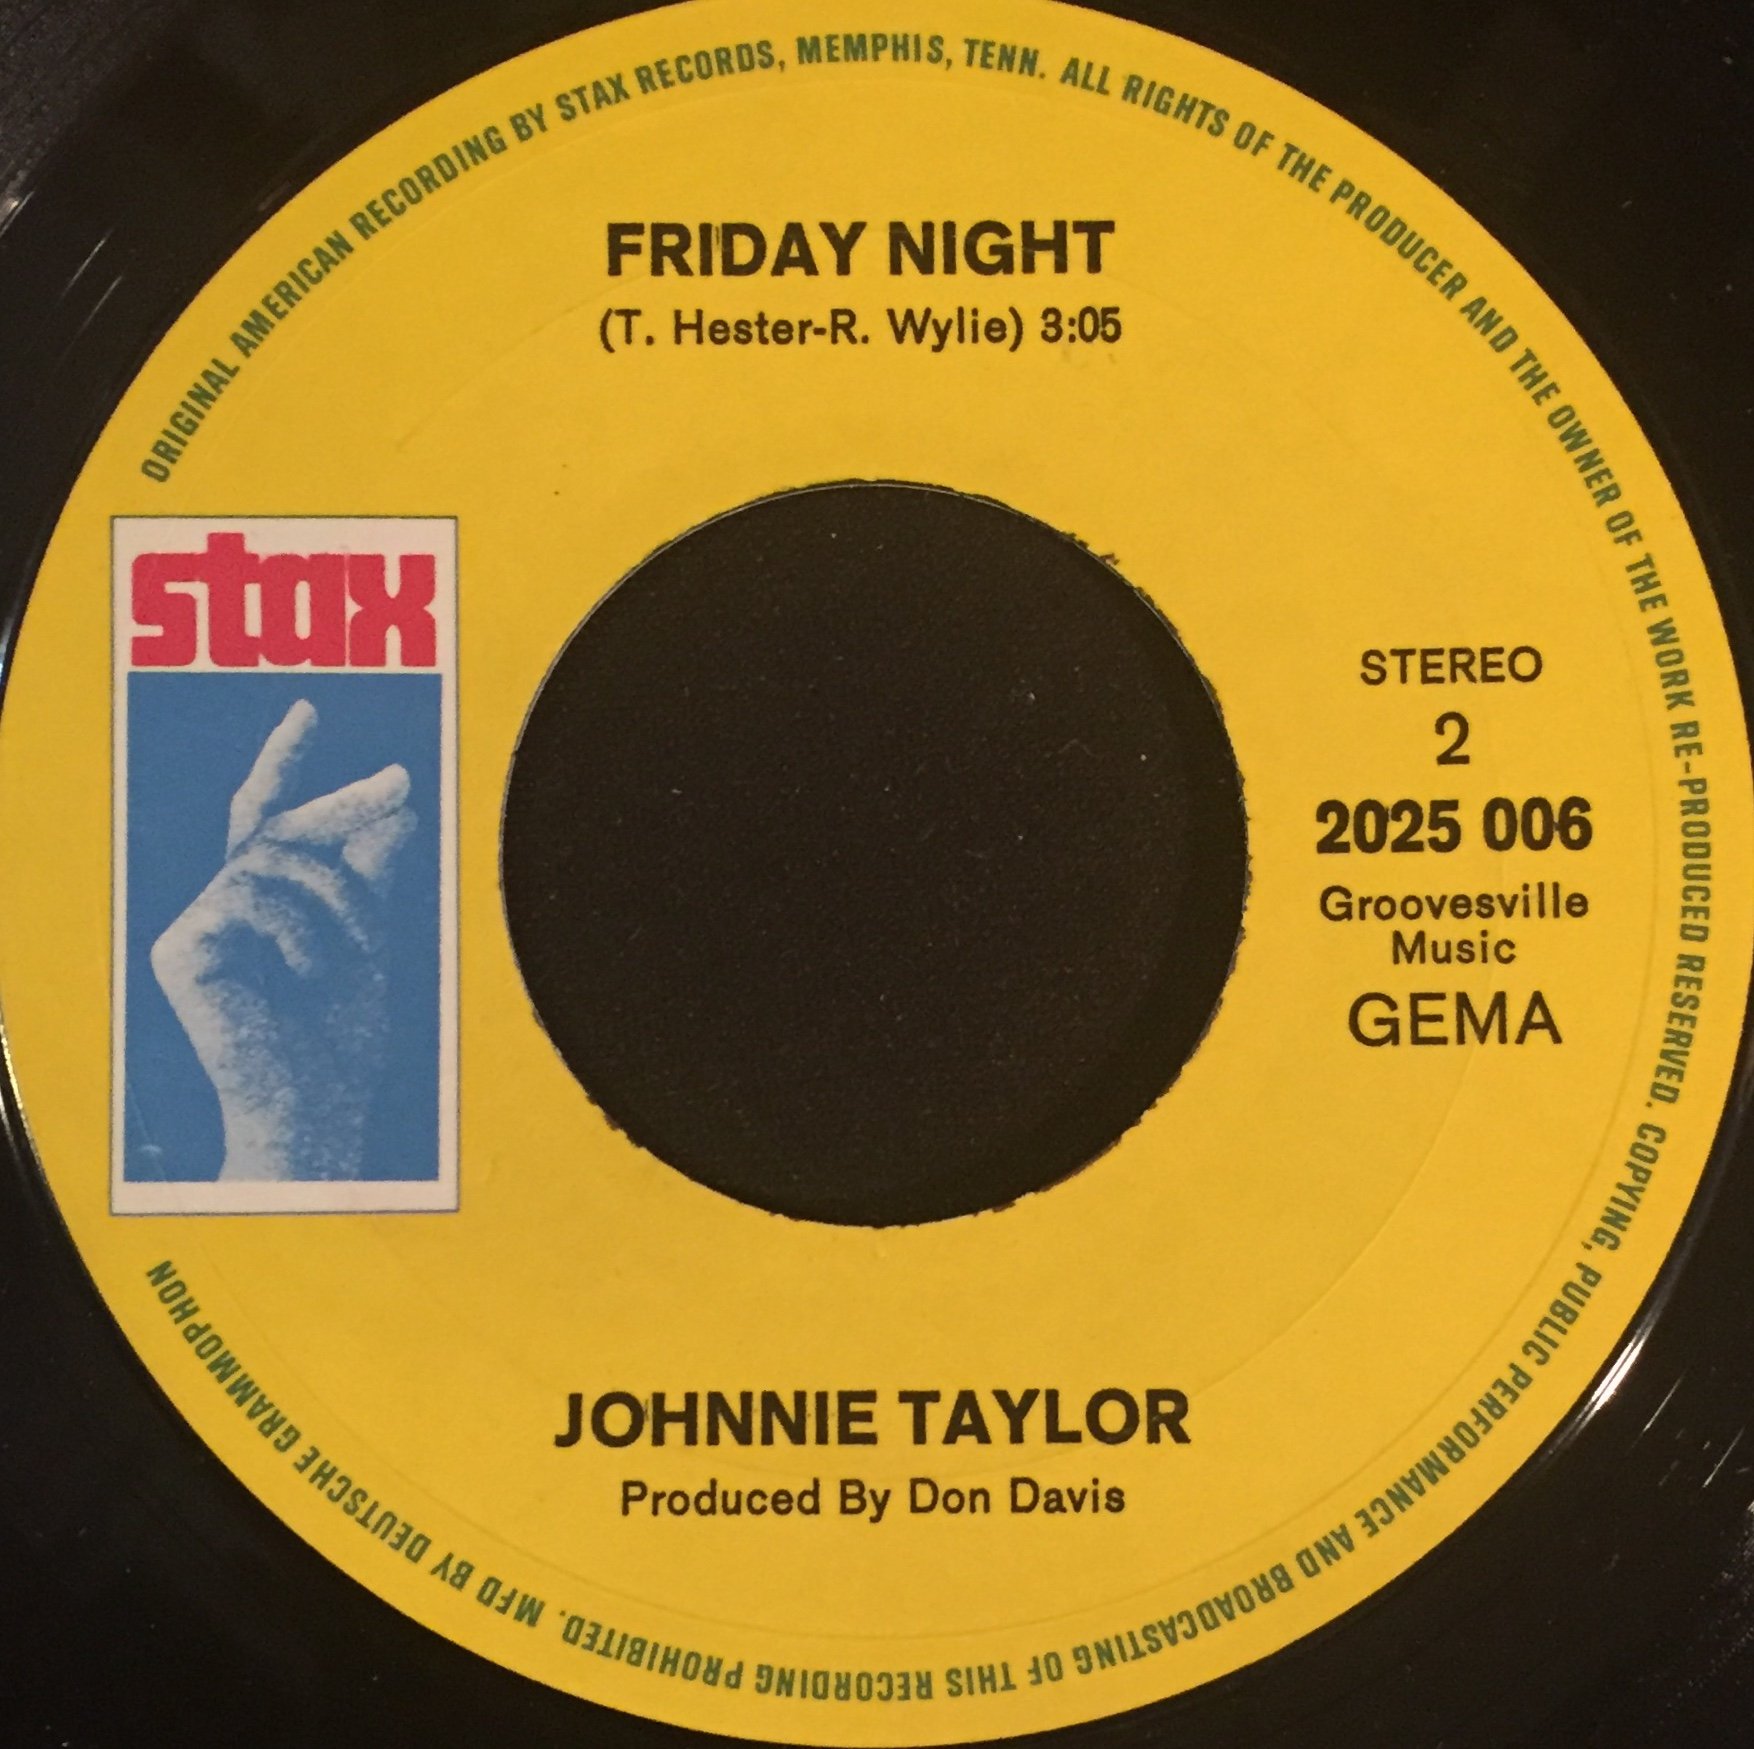 ORIGINAL AMERICAN RECORDING BY STAX RECORDS, MEMPHIS, TENN. ALL RIGHTS OF THE PRODUCER AND THE OWNER OF THE WORK RE-PRODUCED RESERVED. COPYING, PUBLIC PERFORMANCE AND BROADCASTING OF THIS RECORDING PROHIBITED. MFD BY DEUTSCHE GRAMMOPHON
FRIDAY NIGHT
(T. Hester-R. Wylie) 3:05
stax
STEREO
2
2025 006
Groovesville
Music
GEMA
JOHNNIE TAYLOR
Produced By Don Davis